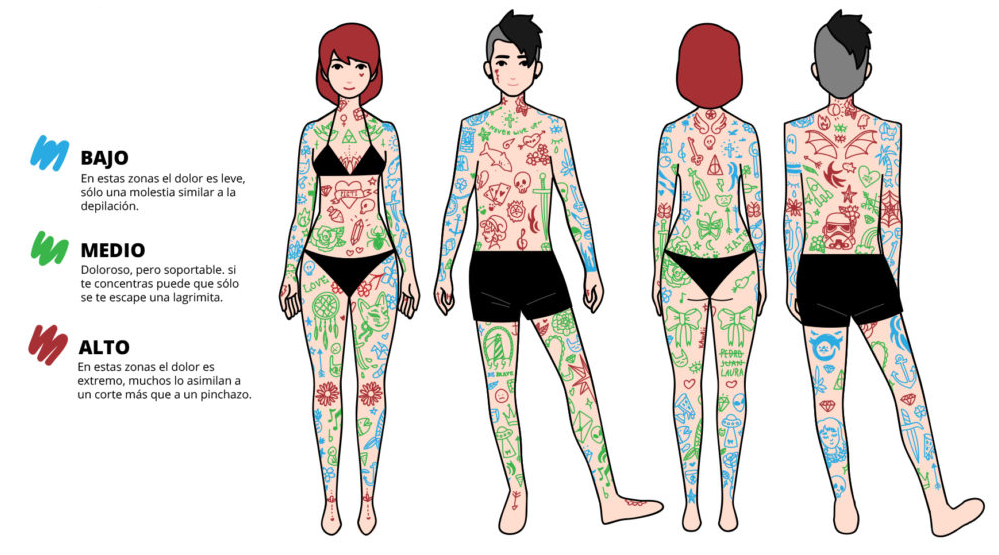 BAJO
En estas zonas el dolor es leve,
sólo una molestia similar a la
depilación.
MEDIO
Doloroso, pero soportable. si
te concentras puede que sólo
se te escape una lagrimita.
ALTO
En estas zonas el dolor es
extremo, muchos lo asimilan a
un corte más que a un pinchazo.
"NEVER GIVE UP"
LOVE
HATE
BE BRAVE
PEDRO
JUAN
LAURA